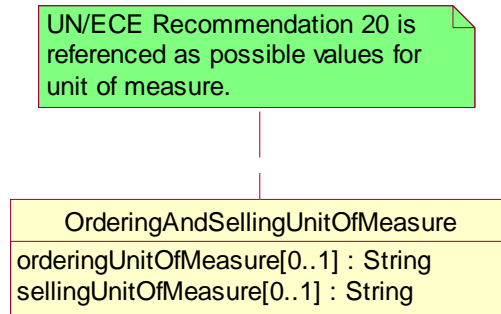 UN/ECE Recommendation 20 is
referenced as possible values for
unit of measure.
OrderingAndSellingUnitOfMeasure
orderingUnitOfMeasure[0..1] : String
sellingUnitOfMeasure[0..1] : String